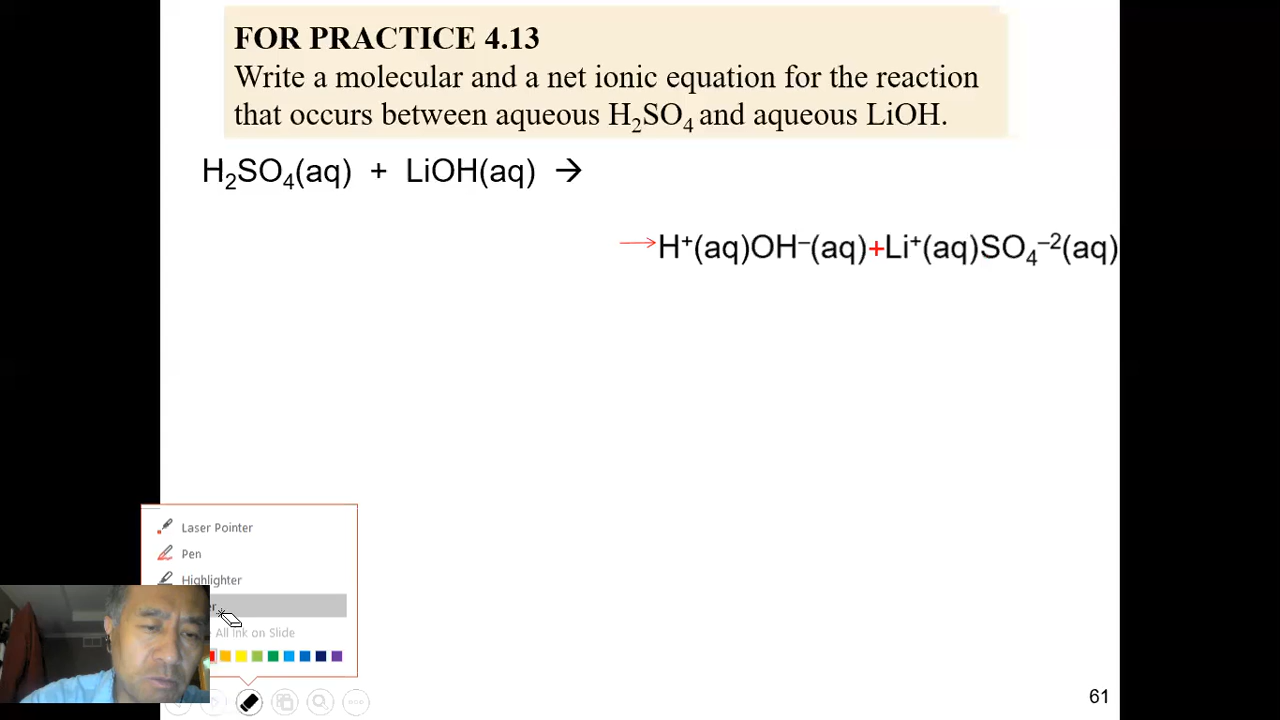 FOR PRACTICE 4.13
Write a molecular and a net ionic equation for the reaction
that occurs between aqueous H₂SO₄ and aqueous LiOH.
H₂SO₄(aq) + LiOH(aq) →
→H⁺(aq)OH⁻(aq)+Li⁺(aq)SO₄⁻²(aq)
Laser Pointer
Pen
Highlighter
All Ink on Slide
61